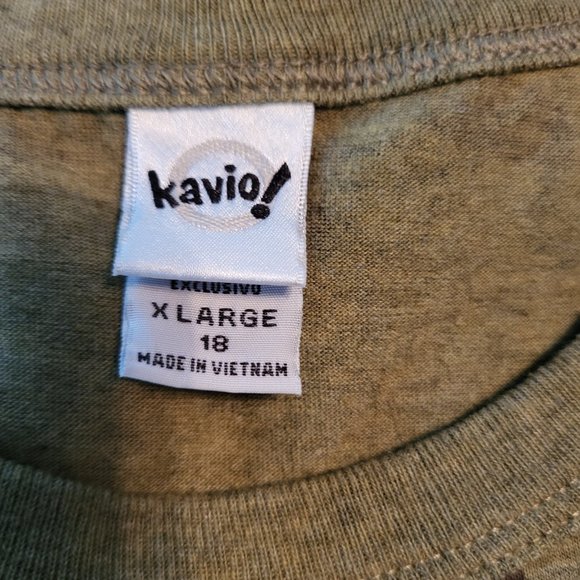 kavio!
EXCLUSIVO
X LARGE
18
MADE IN VIETNAM